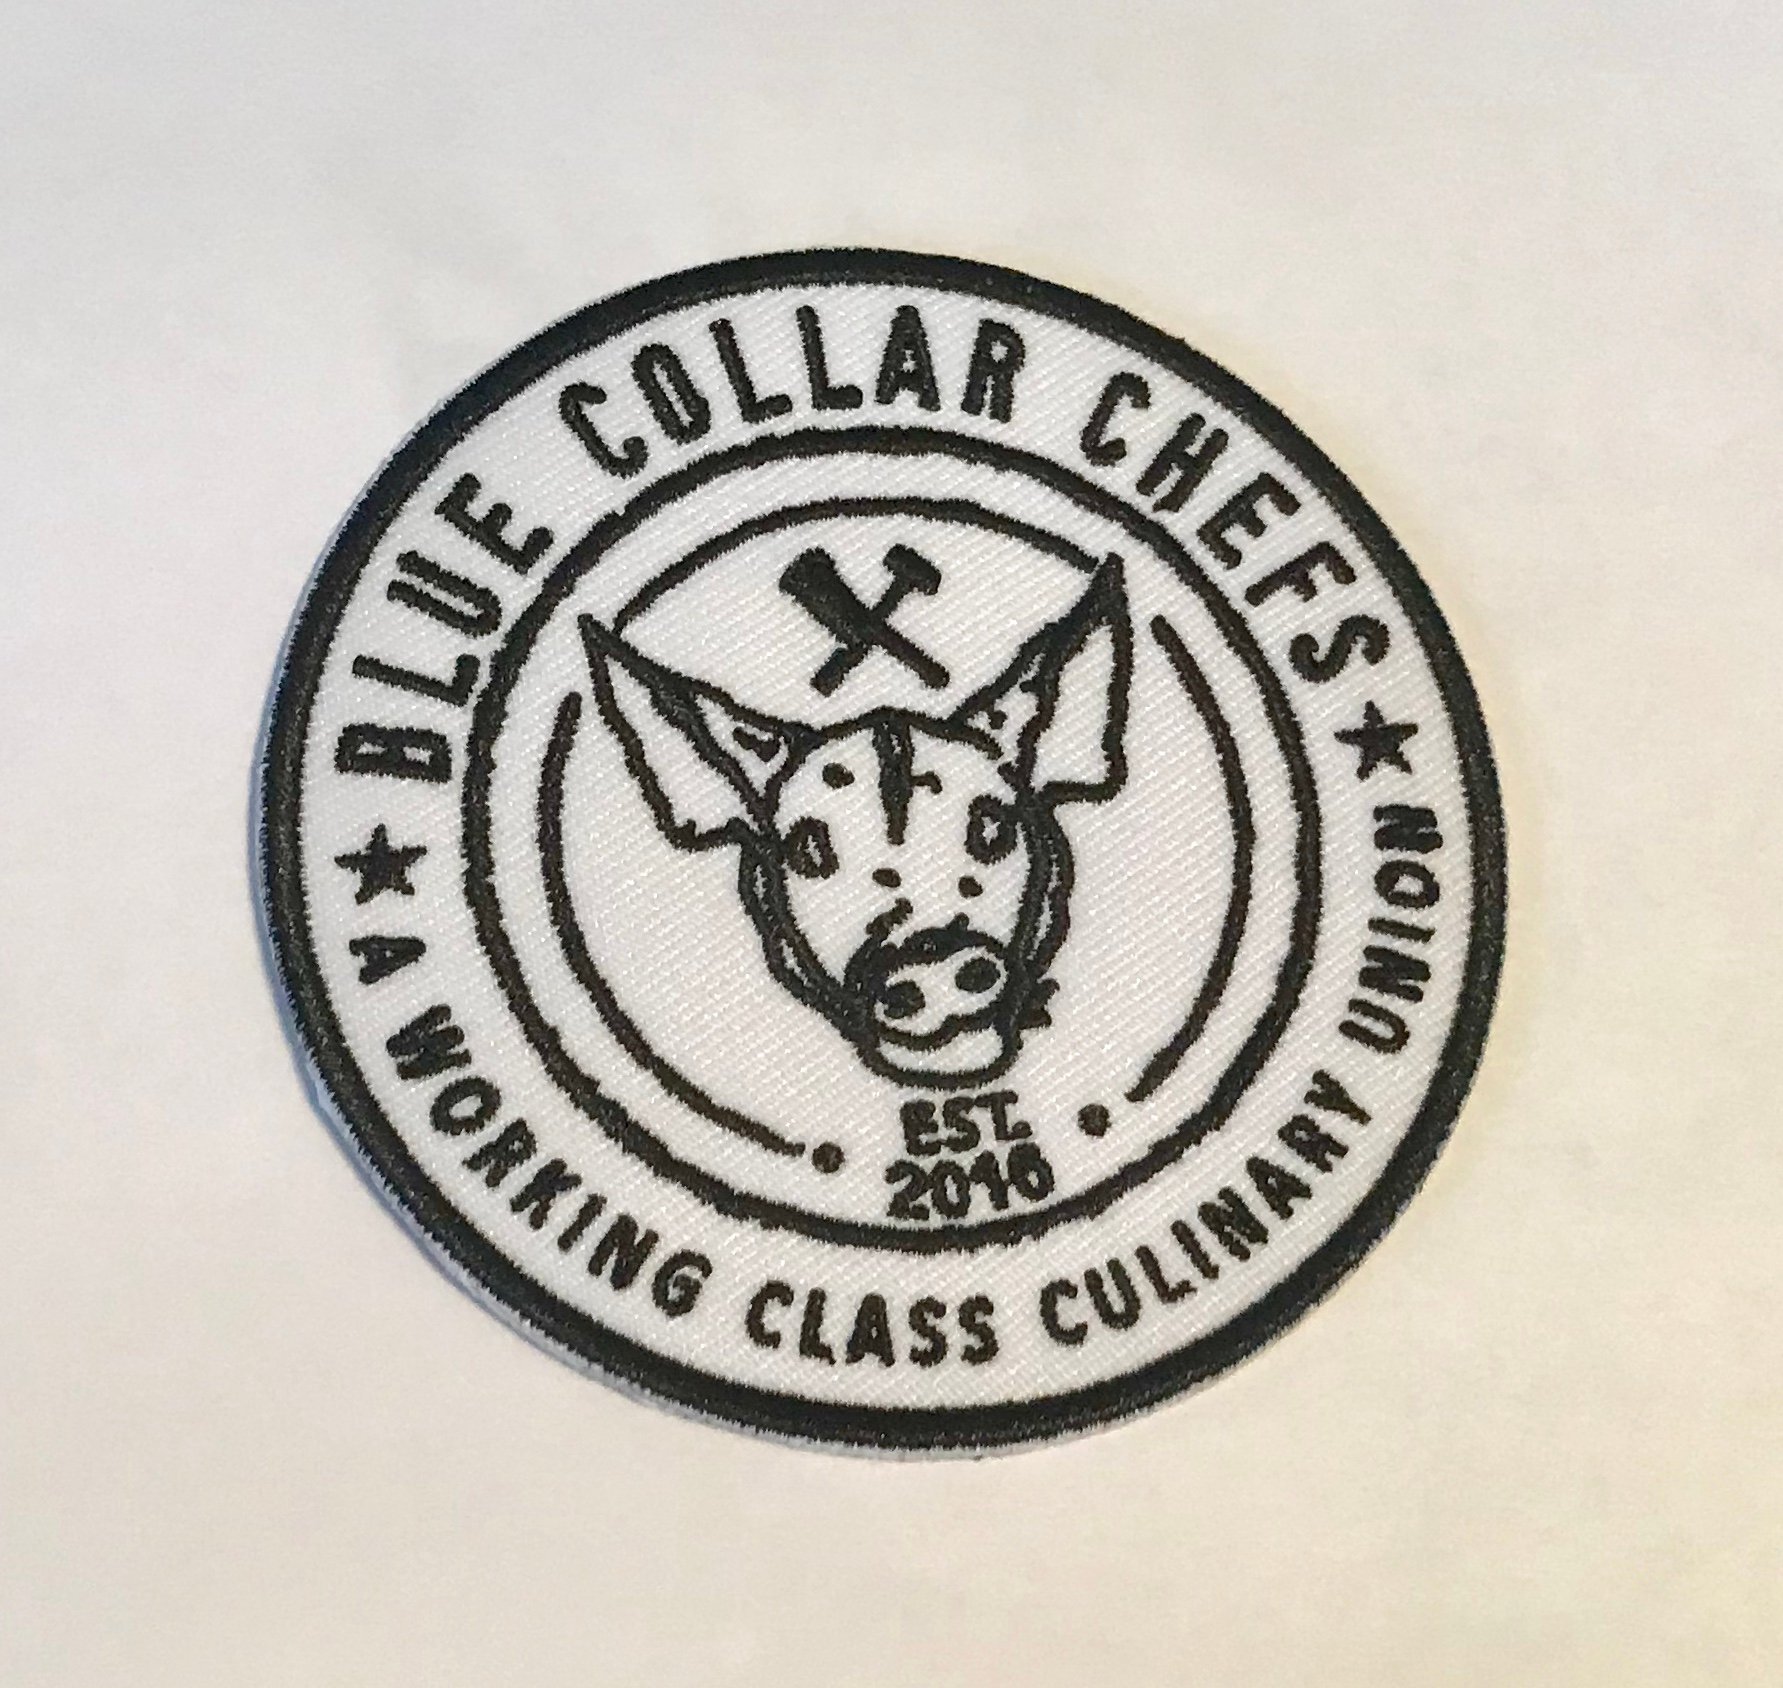 BLUE COLLAR CHEFS
EST.
2016
A WORKING CLASS CULINARY UNION